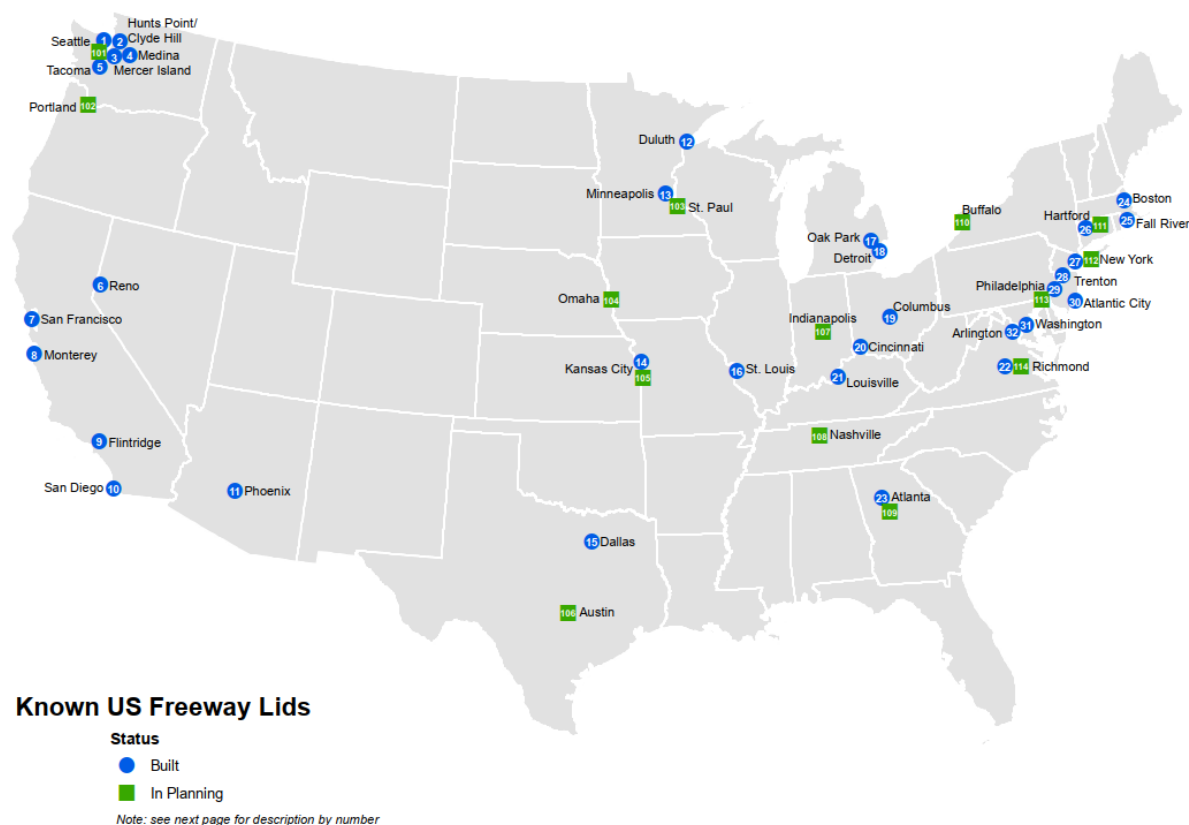 Hunts Point/
Seattle 1 2 Clyde Hill
101 3 4 Medina
Tacoma 5 Mercer Island
Portland 102
Duluth 12
Minneapolis 13
103 St. Paul
Boston
24
Buffalo
110
Hartford 111
26
25 Fall River
Oak Park 17
Detroit 18
27 112 New York
6 Reno
28 Trenton
Philadelphia 29
113
30 Atlantic City
Omaha 104
Columbus
19
Indianapolis
107
7 San Francisco
31 Washington
Arlington 32
8 Monterey
20 Cincinnati
14
Kansas City
105
16 St. Louis
21 Louisville
22 114 Richmond
9 Flintridge
108 Nashville
San Diego 10
11 Phoenix
23 Atlanta
109
15 Dallas
106 Austin
Known US Freeway Lids
Status
Built
In Planning
Note: see next page for description by number